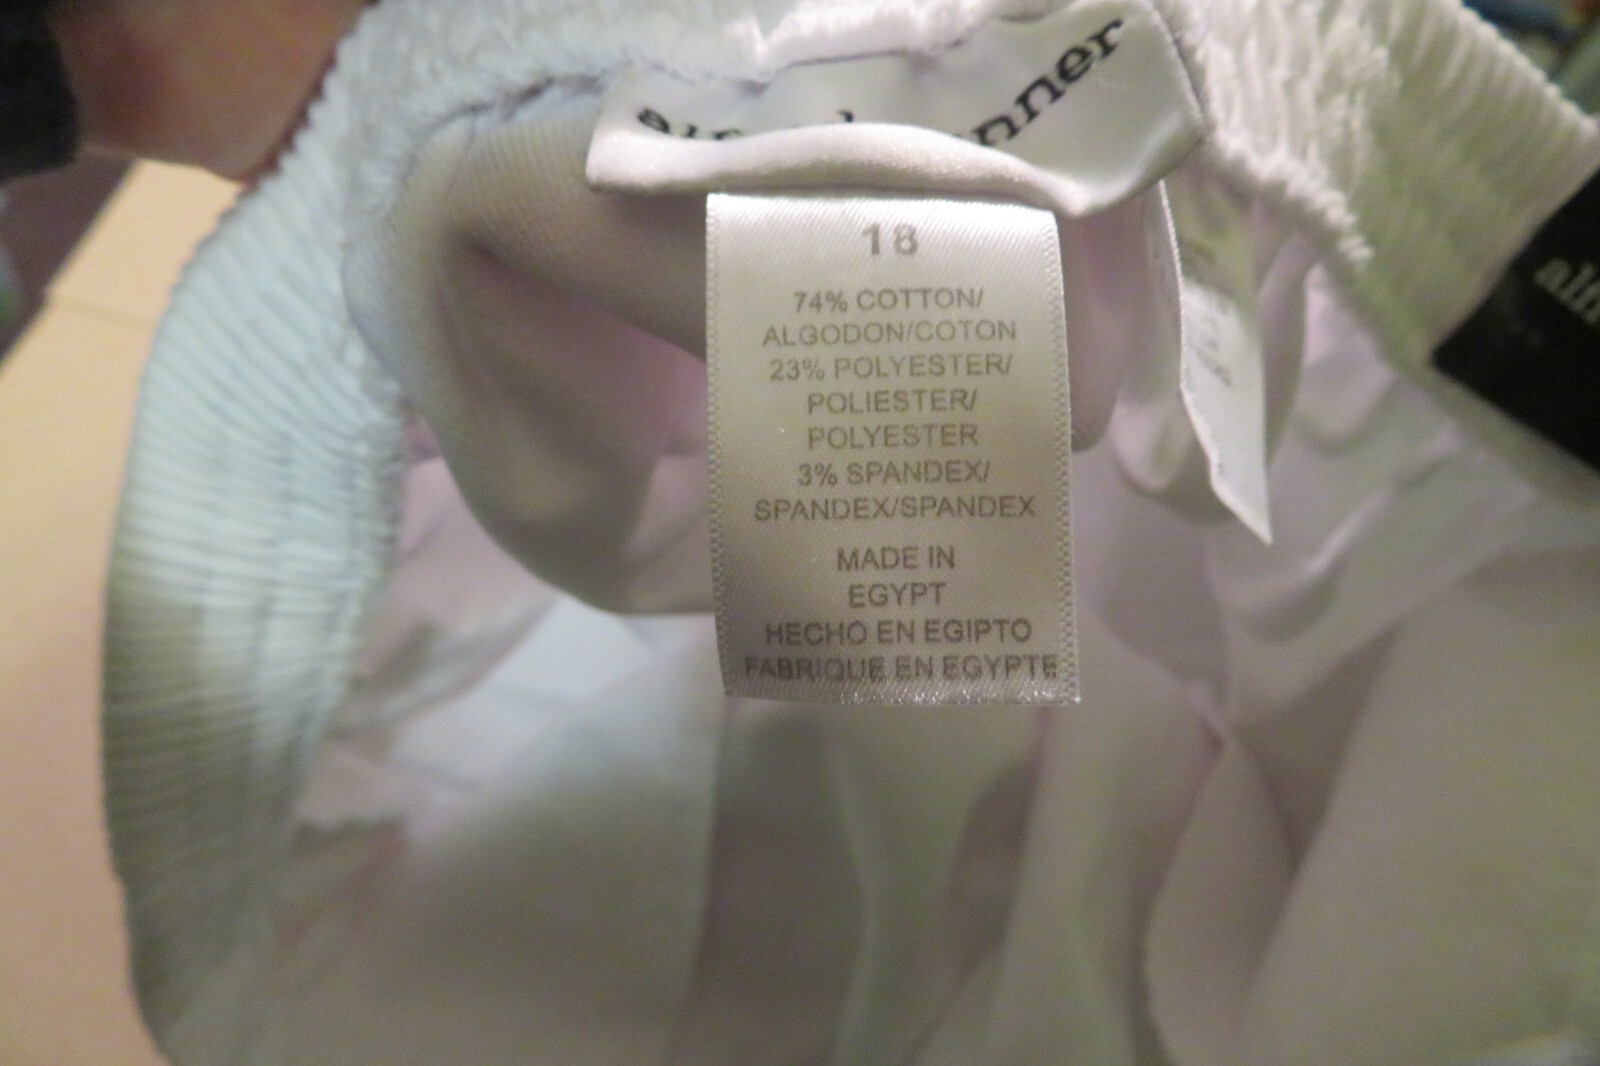 18
74% COTTON/
ALGODON/COTON
23% POLYESTER/
POLIESTER/
POLYESTER
3% SPANDEX/
SPANDEX/SPANDEX
MADE IN
EGYPT
HECHO EN EGIPTO
FABRIQUE EN EGYPTE